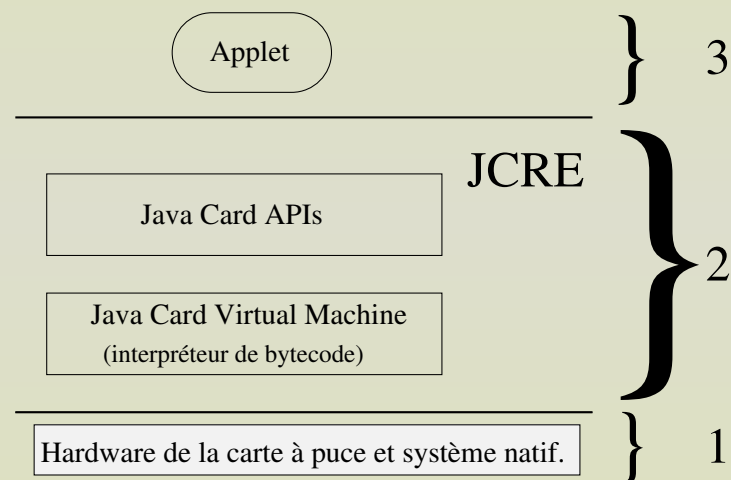 Applet
3
JCRE
Java Card APIs
2
Java Card Virtual Machine
(interpréteur de bytecode)
Hardware de la carte à puce et système natif.
1